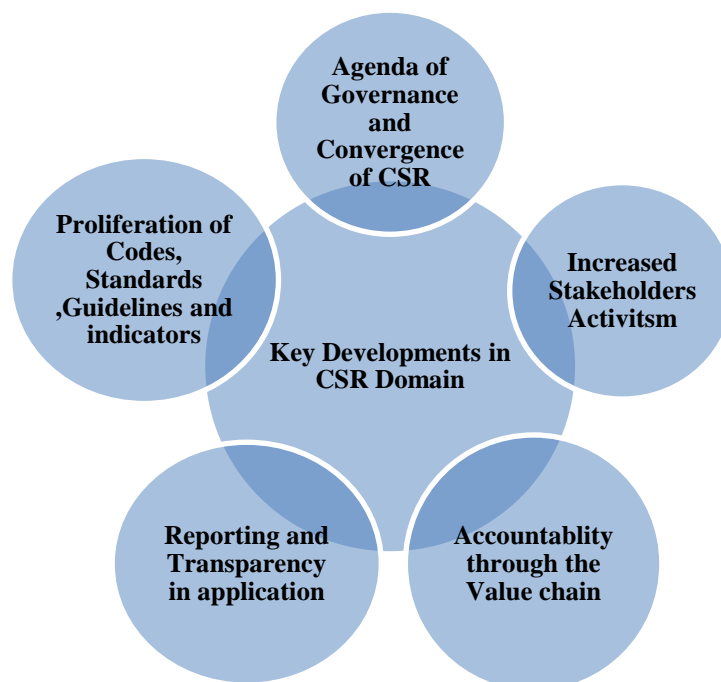 Agenda of
Governance
and
Convergence
of CSR
Proliferation of
Codes,
Standards
,Guidelines and
indicators
Increased
Stakeholders
Activitsm
Key Developments in
CSR Domain
Reporting and
Transparency
in application
Accountablity
through the
Value chain